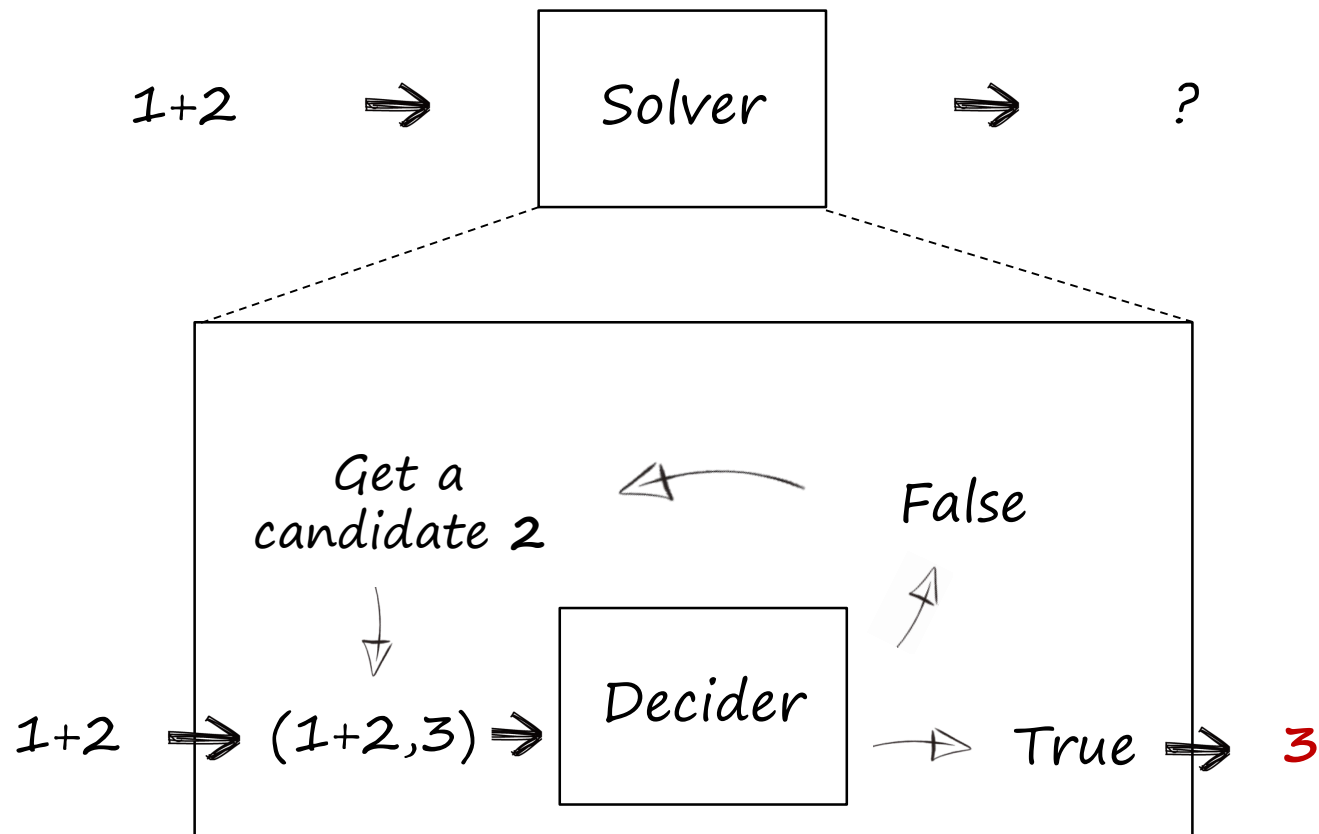 1+2
Solver
?
Get a
candidate 2
False
Decider
1+2
(1+2,3)
True
3